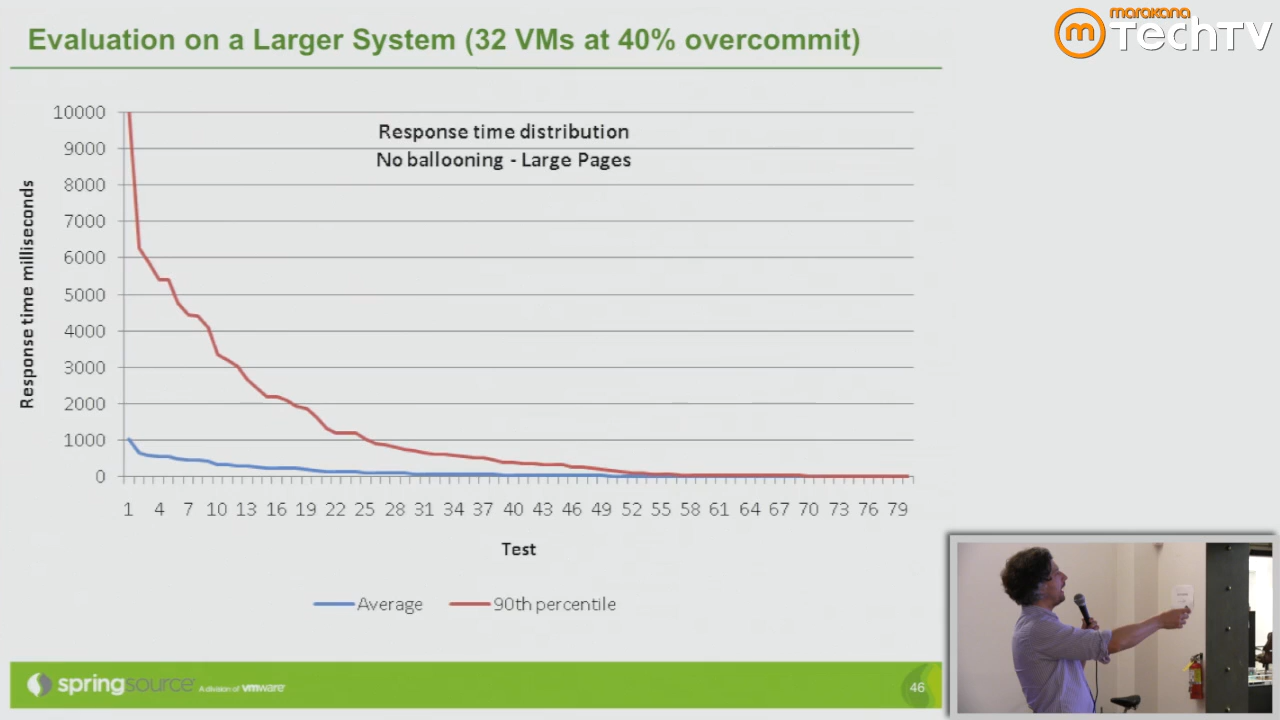 Evaluation on a Larger System (32 VMs at 40% overcommit)
marakana
m TechTV
Response time distribution
No ballooning - Large Pages
Response time milliseconds
10000
9000
8000
7000
6000
5000
4000
3000
2000
1000
0
1 4 7 10 13 16 19 22 25 28 31 34 37 40 43 46 49 52 55 58 61 64 67 70 73 76 79
Test
Average 90th percentile
springsource A division of vmware
46